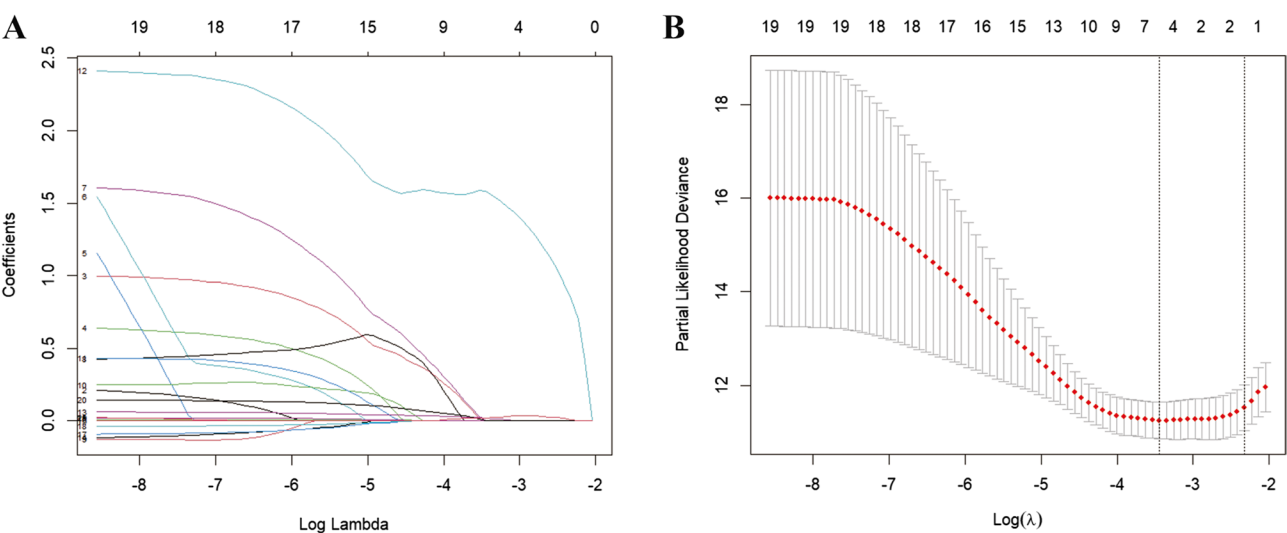 A
19 18 17 15 9 4 0
2.5
2.0
1.5
1.0
0.5
0.0
Coefficients
12
7
6
5
3
4
10
2
20
13
-8 -7 -6 -5 -4 -3 -2
Log Lambda
B
19 19 19 18 18 17 16 15 13 10 9 7 4 2 2 1
18
16
14
12
Partial Likelihood Deviance
-8 -7 -6 -5 -4 -3 -2
Log(λ)